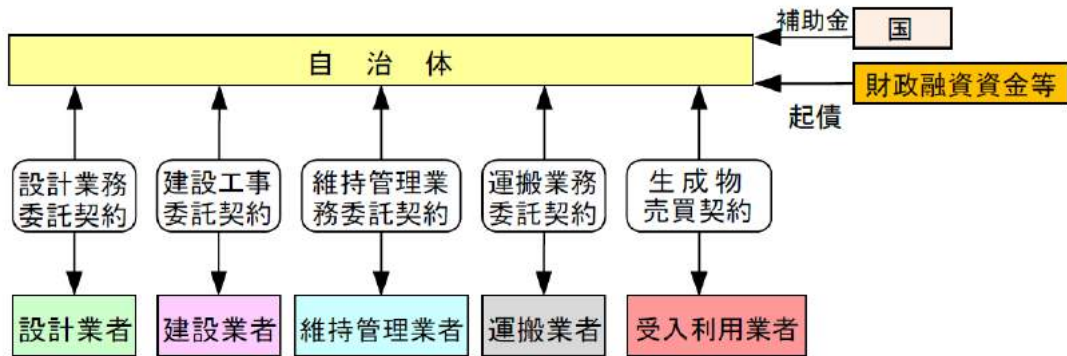 補助金
国
自治体
財政融資資金等
起債
設計業務
委託契約
建設工事
委託契約
維持管理業
務委託契約
運搬業務
委託契約
生成物
売買契約
設計業者
建設業者
維持管理業者
運搬業者
受入利用業者